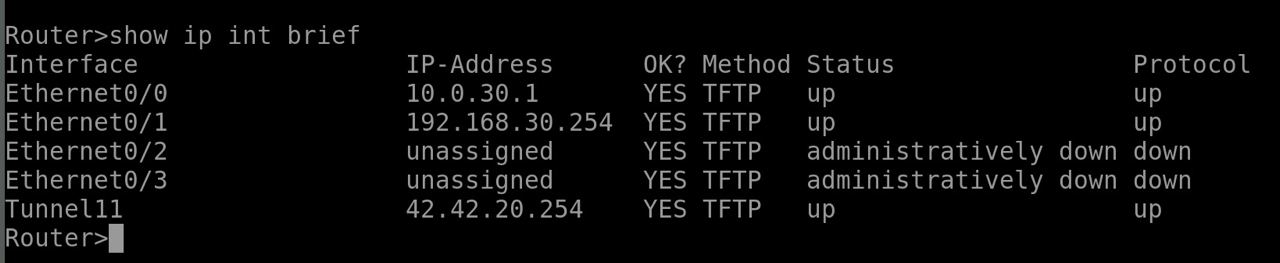 Router>show ip int brief
Interface                  IP-Address      OK? Method Status                Protocol
Ethernet0/0                10.0.30.1       YES TFTP   up                    up
Ethernet0/1                192.168.30.254  YES TFTP   up                    up
Ethernet0/2                unassigned      YES TFTP   administratively down down
Ethernet0/3                unassigned      YES TFTP   administratively down down
Tunnel11                   42.42.20.254    YES TFTP   up                    up
Router>